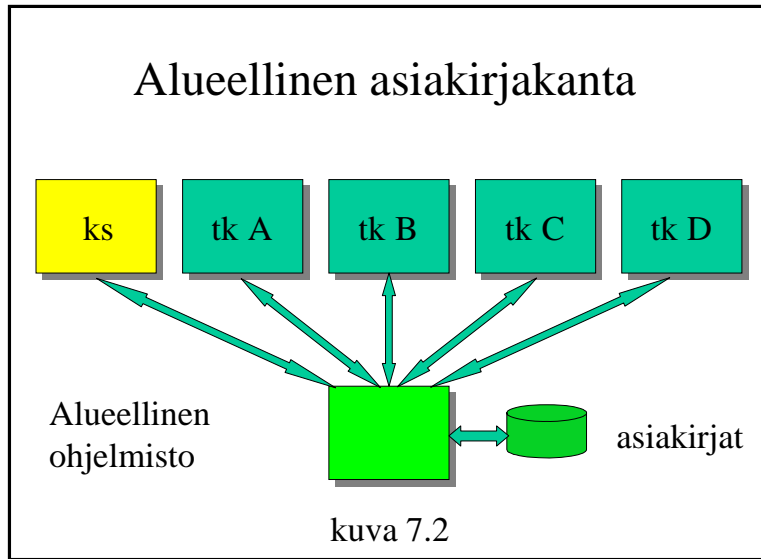 Alueellinen asiakirjakanta
ks
tk A
tk B
tk C
tk D
Alueellinen
ohjelmisto
asiakirjat
kuva 7.2